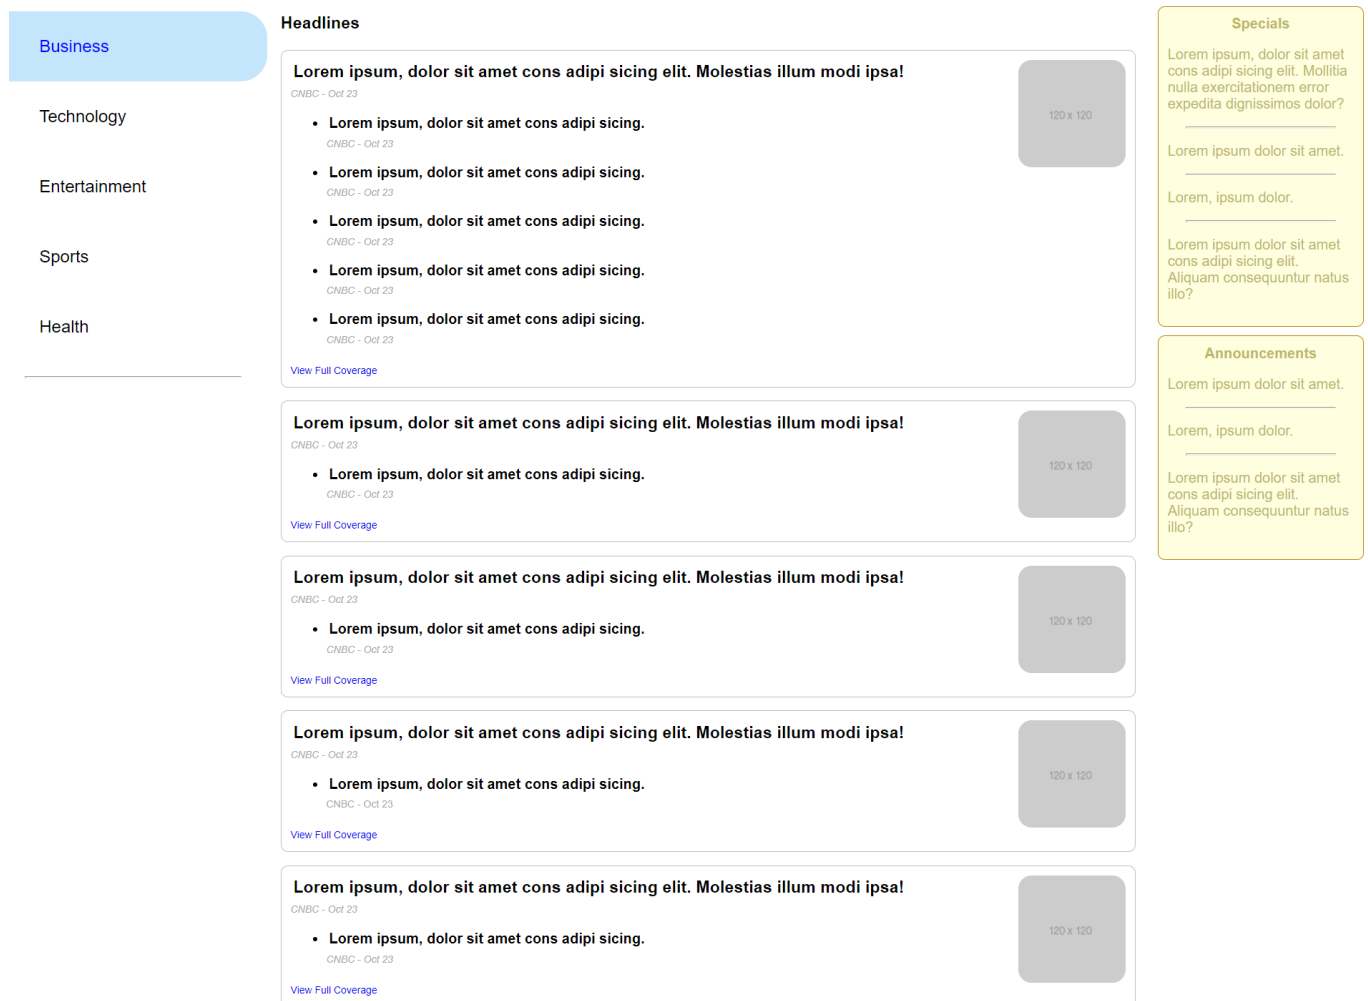 Business
Technology
Entertainment
Sports
Health
Headlines
Lorem ipsum, dolor sit amet cons adipi sicing elit. Molestias illum modi ipsa!
CNBC - Oct 23
• Lorem ipsum, dolor sit amet cons adipi sicing.
CNBC - Oct 23
• Lorem ipsum, dolor sit amet cons adipi sicing.
CNBC - Oct 23
• Lorem ipsum, dolor sit amet cons adipi sicing.
CNBC - Oct 23
• Lorem ipsum, dolor sit amet cons adipi sicing.
CNBC - Oct 23
• Lorem ipsum, dolor sit amet cons adipi sicing.
CNBC - Oct 23
View Full Coverage
120 x 120
Lorem ipsum, dolor sit amet cons adipi sicing elit. Molestias illum modi ipsa!
CNBC - Oct 23
• Lorem ipsum, dolor sit amet cons adipi sicing.
CNBC - Oct 23
View Full Coverage
120 x 120
Lorem ipsum, dolor sit amet cons adipi sicing elit. Molestias illum modi ipsa!
CNBC - Oct 23
• Lorem ipsum, dolor sit amet cons adipi sicing.
CNBC - Oct 23
View Full Coverage
120 x 120
Lorem ipsum, dolor sit amet cons adipi sicing elit. Molestias illum modi ipsa!
CNBC - Oct 23
• Lorem ipsum, dolor sit amet cons adipi sicing.
CNBC - Oct 23
View Full Coverage
120 x 120
Lorem ipsum, dolor sit amet cons adipi sicing elit. Molestias illum modi ipsa!
CNBC - Oct 23
• Lorem ipsum, dolor sit amet cons adipi sicing.
CNBC - Oct 23
View Full Coverage
120 x 120
Specials
Lorem ipsum, dolor sit amet
cons adipi sicing elit. Mollitia
nulla exercitationem error
expedita dignissimos dolor?
Lorem ipsum dolor sit amet.
Lorem, ipsum dolor.
Lorem ipsum dolor sit amet
cons adipi sicing elit.
Aliquam consequuntur natus
illo?
Announcements
Lorem ipsum dolor sit amet.
Lorem, ipsum dolor.
Lorem ipsum dolor sit amet
cons adipi sicing elit.
Aliquam consequuntur natus
illo?